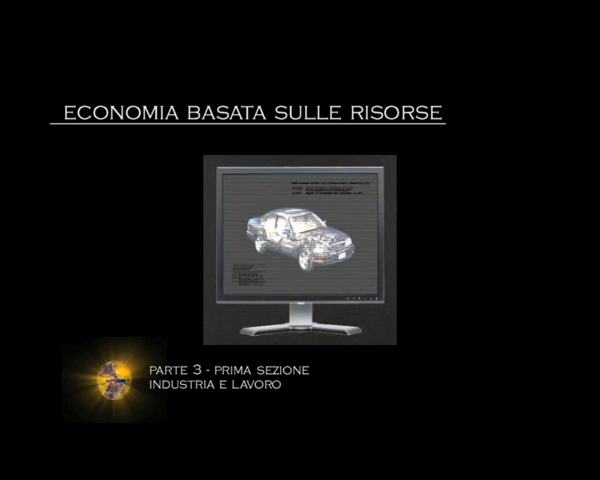 ECONOMIA BASATA SULLE RISORSE
PARTE 3 - PRIMA SEZIONE
INDUSTRIA E LAVORO